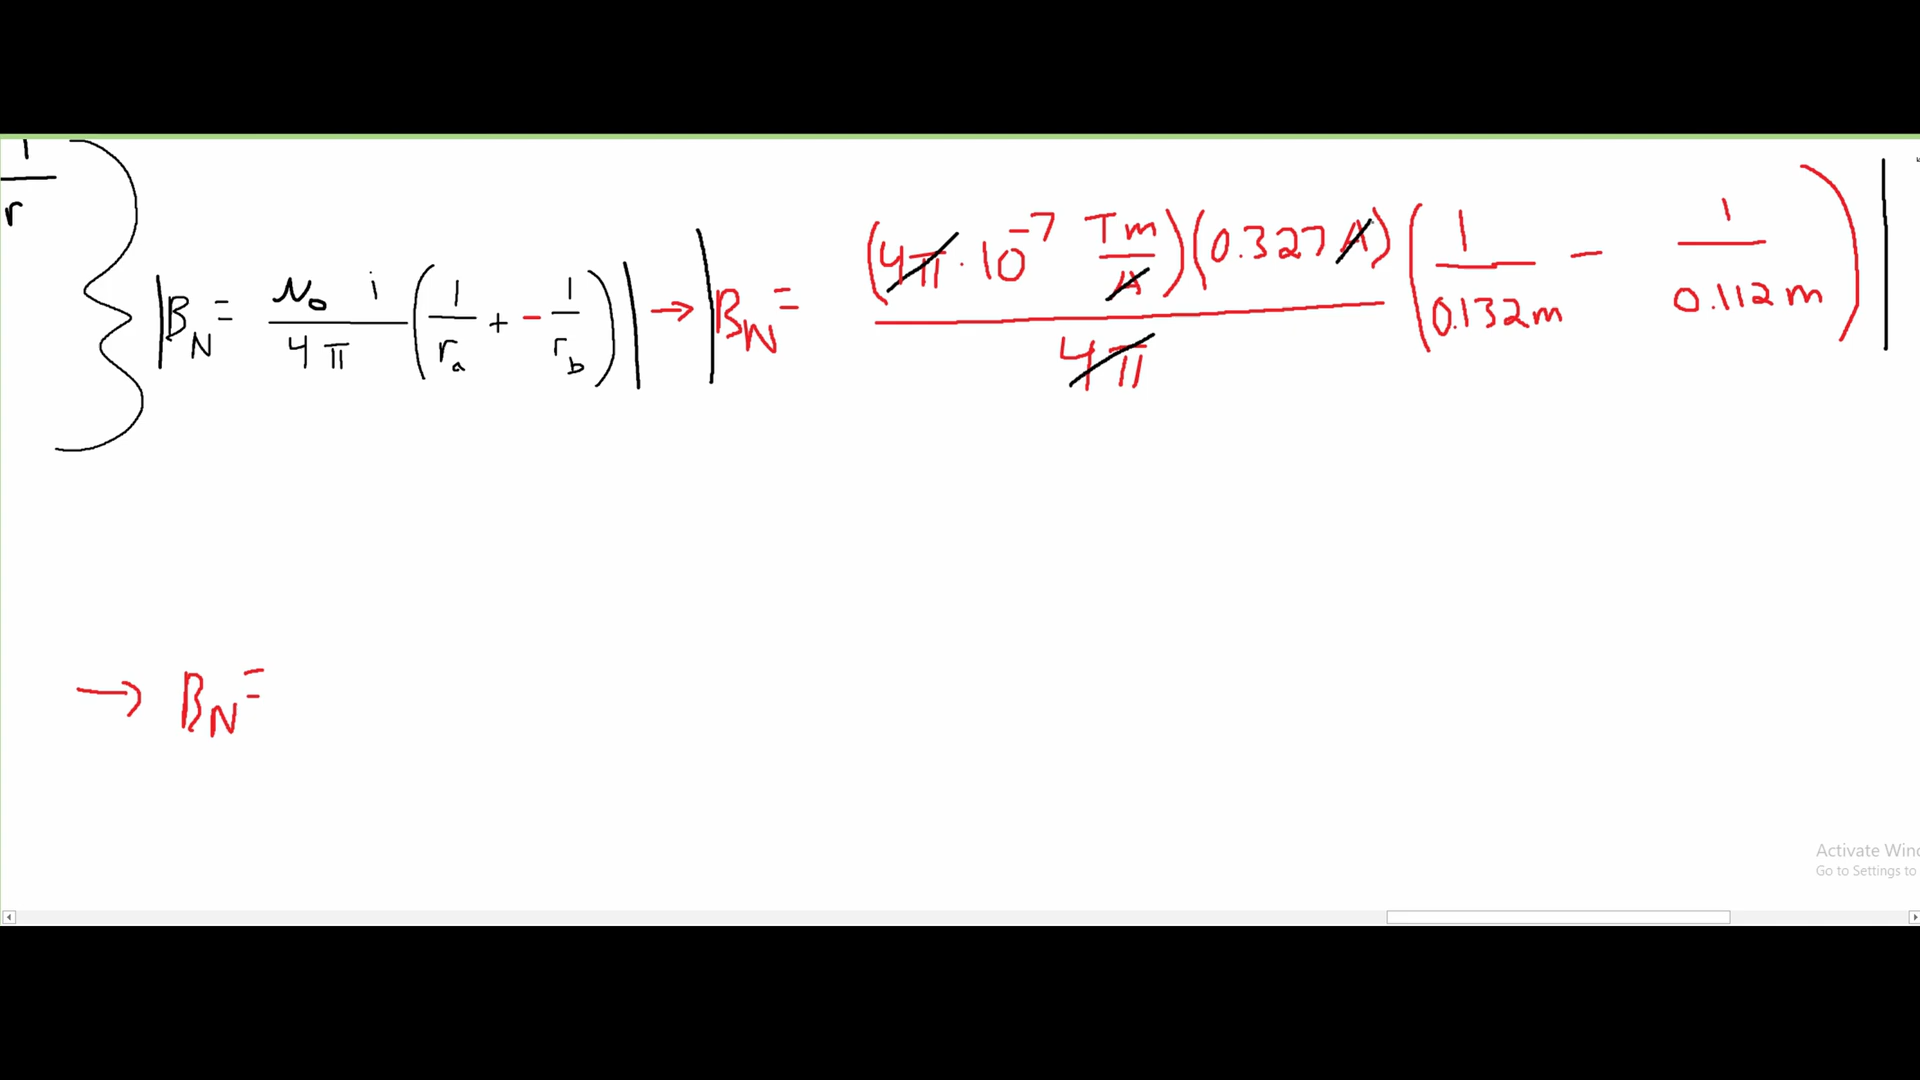 1/r } |B_N = μ₀ i / 4π (1/r_a + - 1/r_b)| → |B_N = (4π · 10^-7 Tm/A)(0.327 A) / 4π (1/0.132m - 1/0.112m)|
→ B_N =
Activate Wind
Go to Settings to